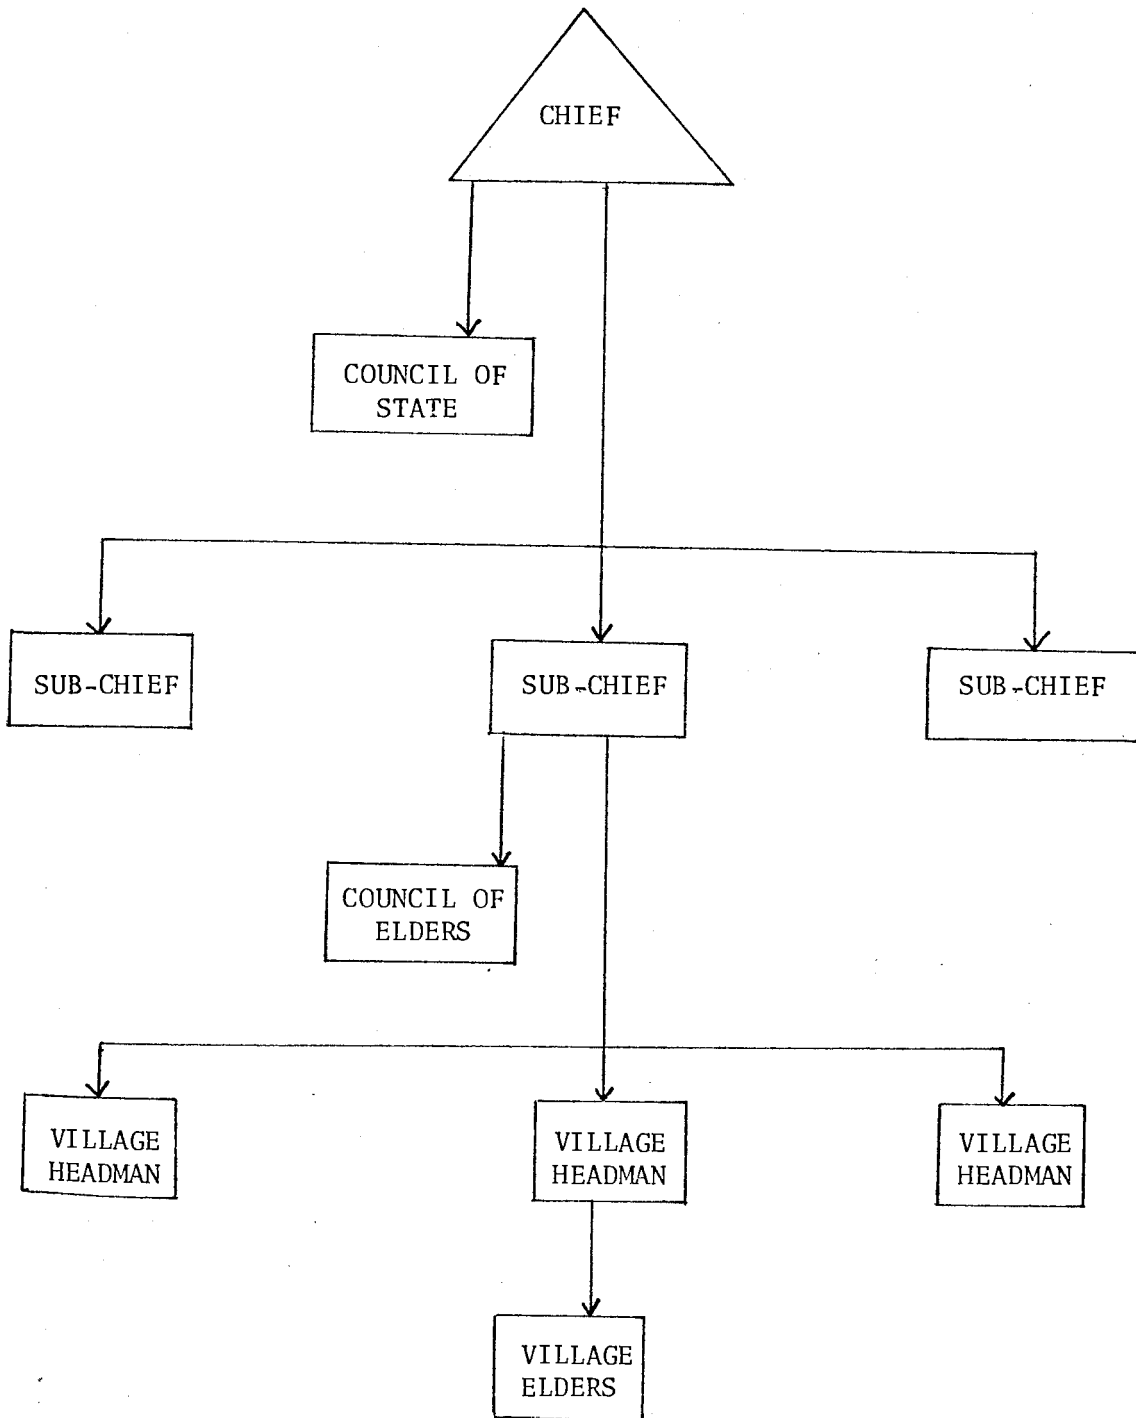 CHIEF
COUNCIL OF
STATE
SUB-CHIEF
SUB-CHIEF
SUB-CHIEF
COUNCIL OF
ELDERS
VILLAGE
HEADMAN
VILLAGE
HEADMAN
VILLAGE
HEADMAN
VILLAGE
ELDERS